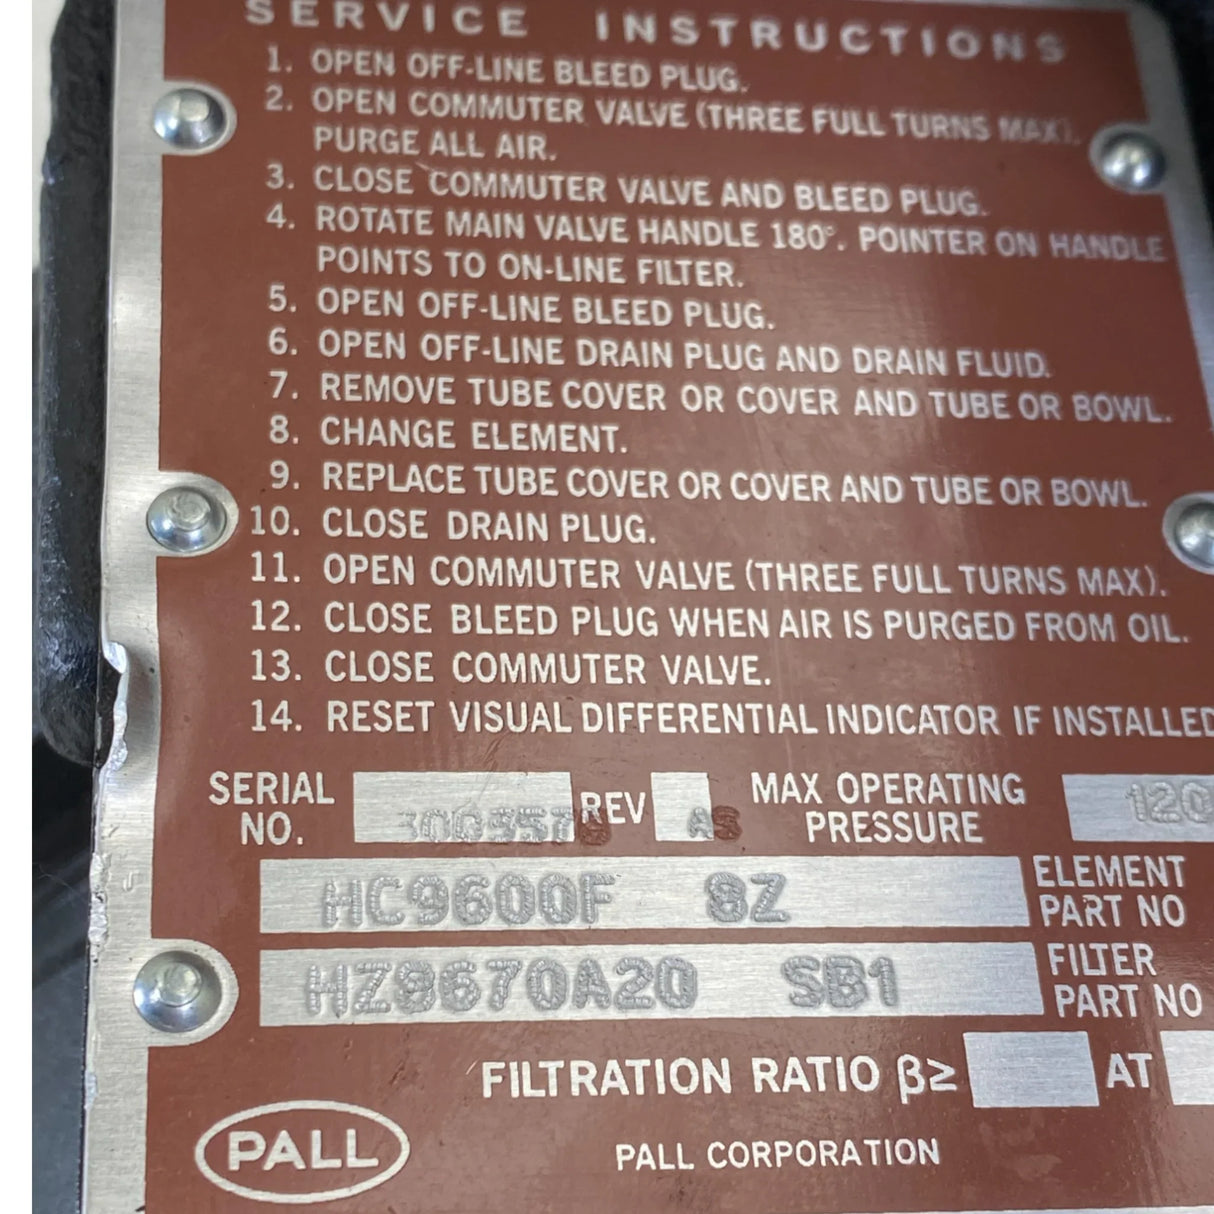 SERVICE INSTRUCTIONS
1. OPEN OFF-LINE BLEED PLUG.
2. OPEN COMMUTER VALVE (THREE FULL TURNS MAX).
PURGE ALL AIR.
3. CLOSE COMMUTER VALVE AND BLEED PLUG.
4. ROTATE MAIN VALVE HANDLE 180°. POINTER ON HANDLE
POINTS TO ON-LINE FILTER.
5. OPEN OFF-LINE BLEED PLUG.
6. OPEN OFF-LINE DRAIN PLUG AND DRAIN FLUID.
7. REMOVE TUBE COVER OR COVER AND TUBE OR BOWL.
8. CHANGE ELEMENT.
9. REPLACE TUBE COVER OR COVER AND TUBE OR BOWL.
10. CLOSE DRAIN PLUG.
11. OPEN COMMUTER VALVE (THREE FULL TURNS MAX).
12. CLOSE BLEED PLUG WHEN AIR IS PURGED FROM OIL.
13. CLOSE COMMUTER VALVE.
14. RESET VISUAL DIFFERENTIAL INDICATOR IF INSTALLED
SERIAL NO. REV MAX OPERATING PRESSURE 120
HC9600F 8Z ELEMENT PART NO
HZ8670A20 SB1 FILTER PART NO
FILTRATION RATIO β≥ AT
PALL PALL CORPORATION